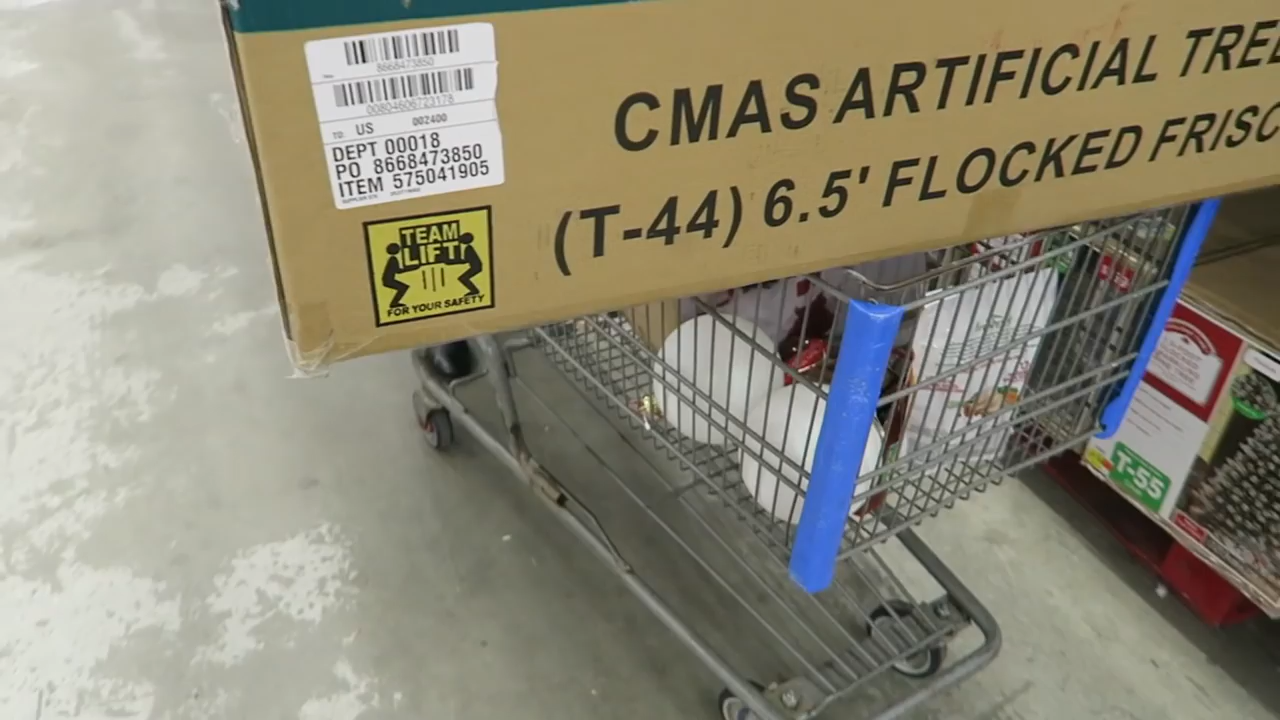 8668473850
00804606723178
TO: US 002400
DEPT 00018
PO 8668473850
ITEM 575041905
CMAS ARTIFICIAL TREE
(T-44) 6.5' FLOCKED FRISC
TEAM
LIFT
FOR YOUR SAFETY
T-55